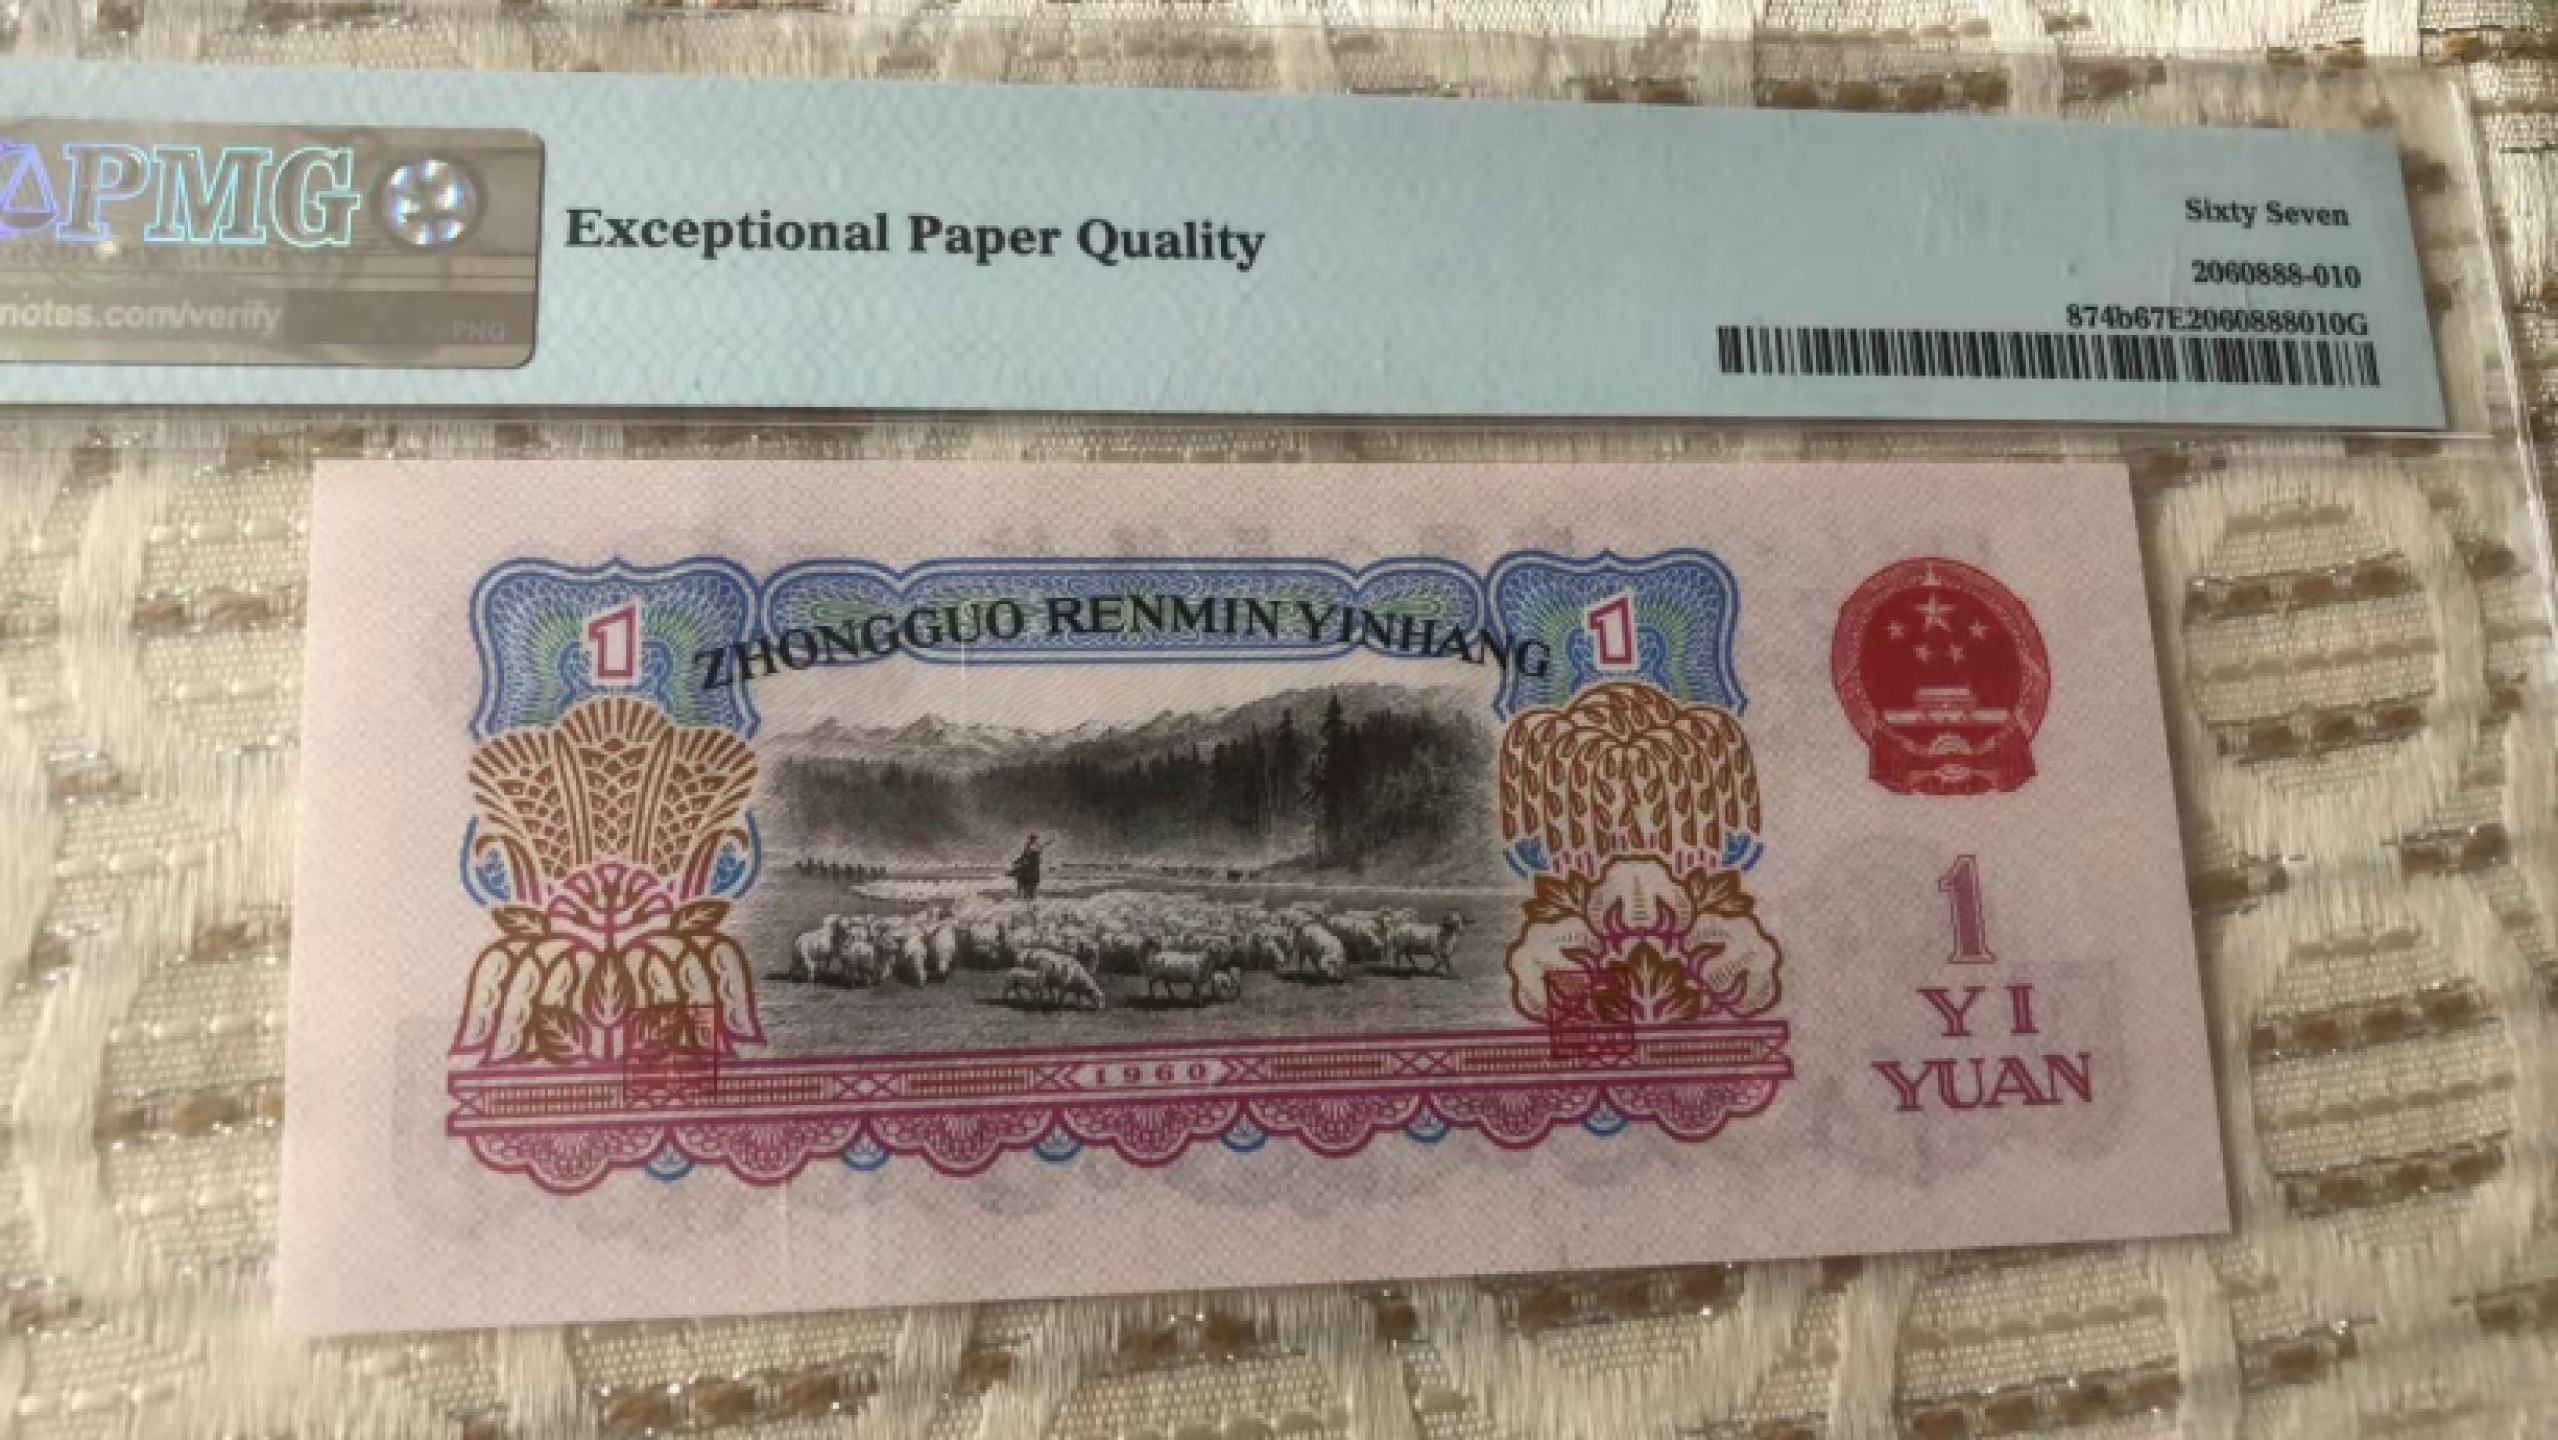 PMG
Exceptional Paper Quality
Sixty Seven
2060888-010
notes.com/verify
PNG
874b67E2060888010G
1
ZHONGGUO RENMIN YINHANG
1
1
YI
YUAN
1960